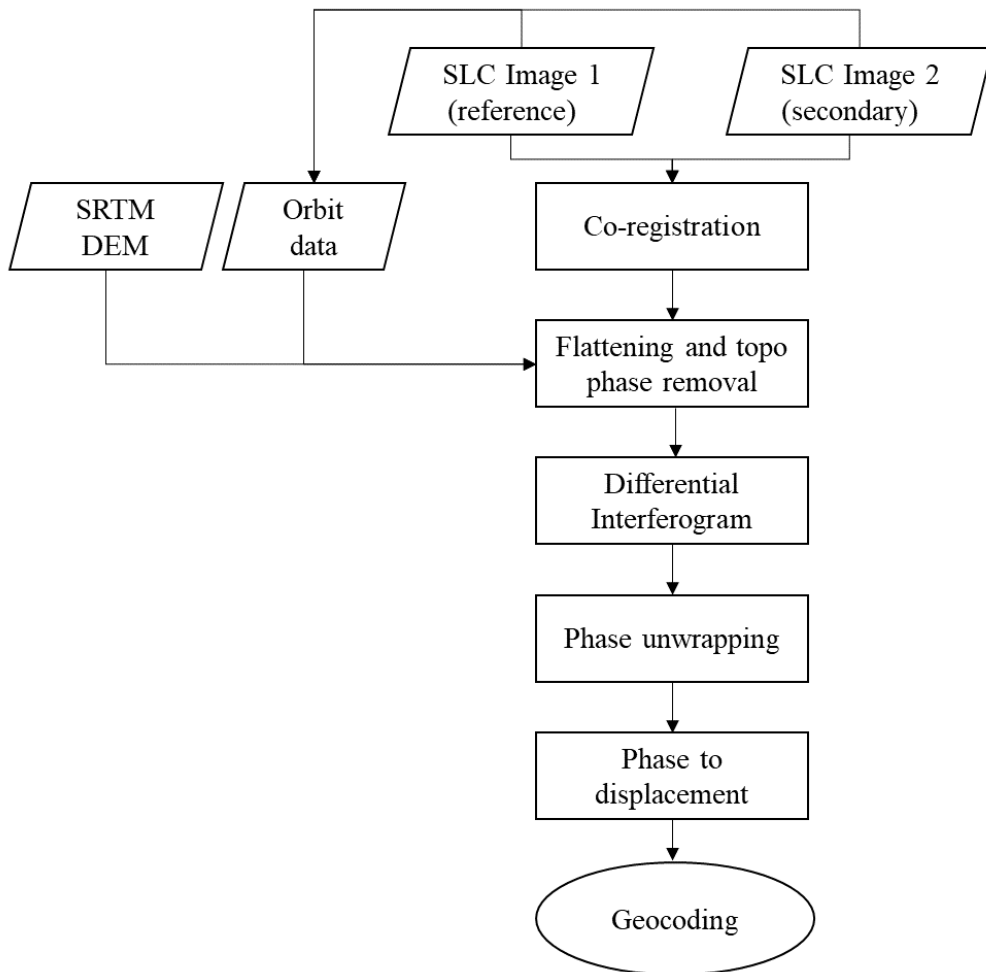 SLC Image 1
(reference)
SLC Image 2
(secondary)
SRTM
DEM
Orbit
data
Co-registration
Flattening and topo
phase removal
Differential
Interferogram
Phase unwrapping
Phase to
displacement
Geocoding